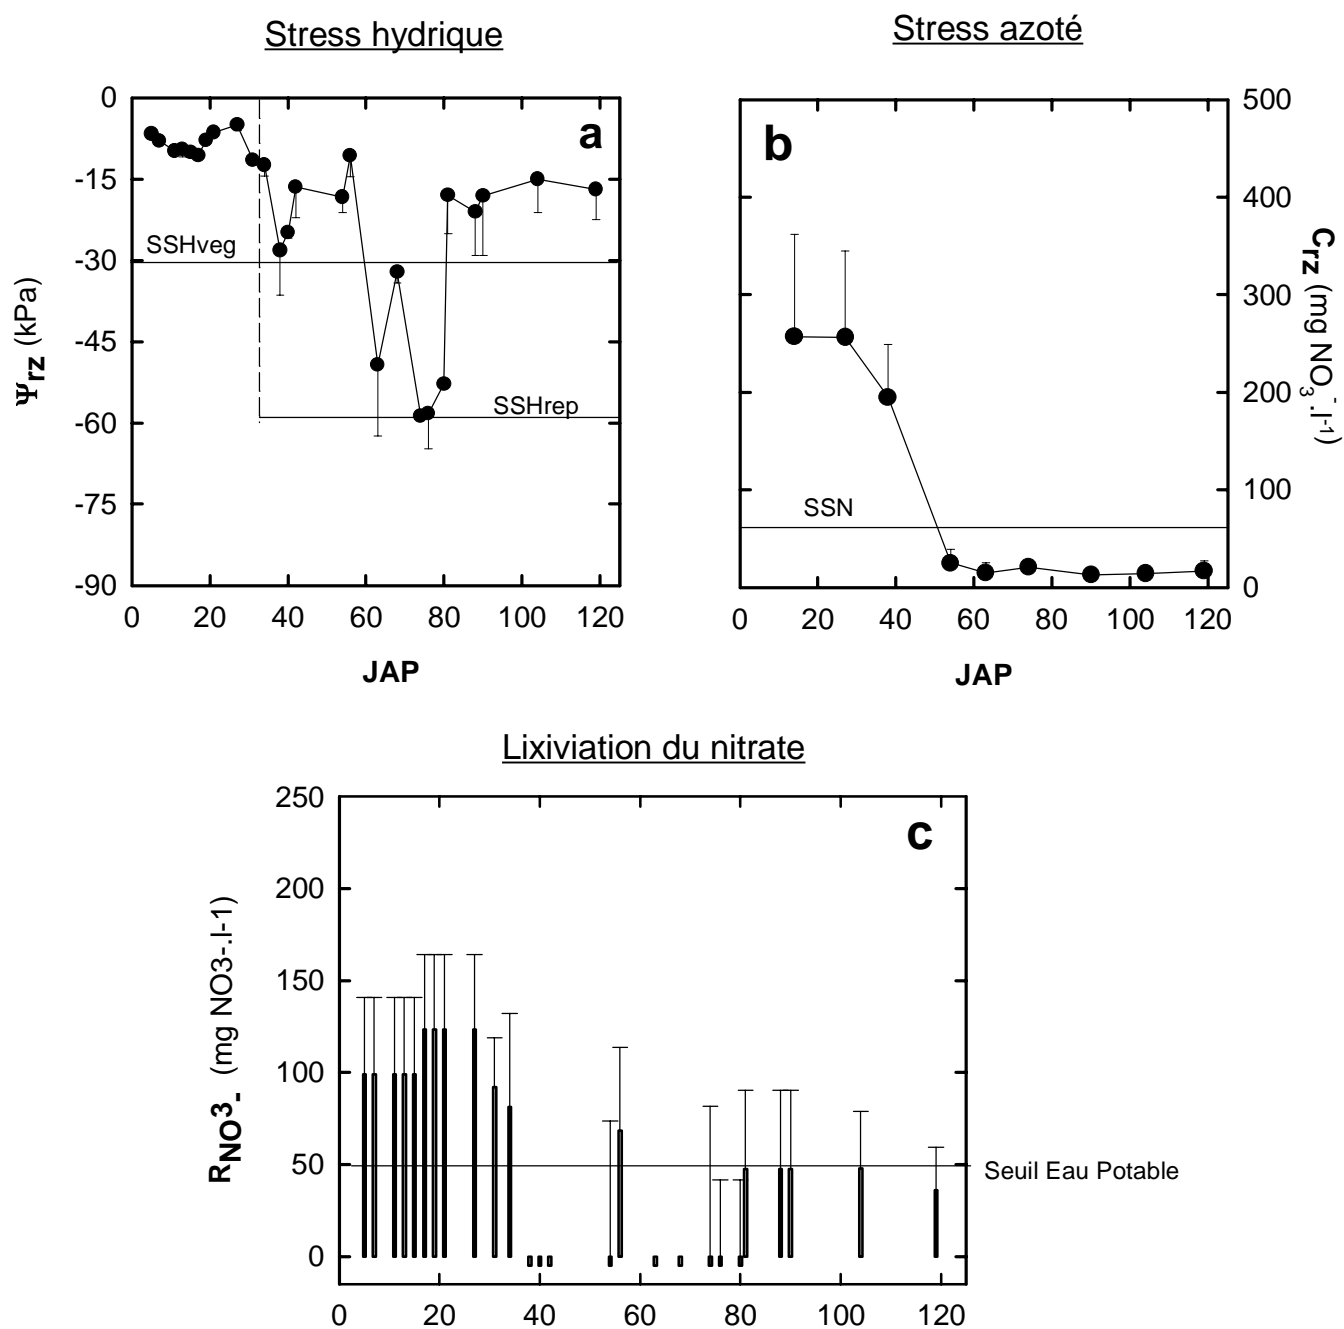 Stress hydrique
Stress azoté
0
-15
-30
-45
-60
-75
-90
Ψrz (kPa)
a
SSHveg
SSHrep
0 20 40 60 80 100 120
JAP
b
SSN
500
400
300
200
100
0
Crz (mg NO3-.l-1)
0 20 40 60 80 100 120
JAP
Lixiviation du nitrate
250
200
150
100
50
0
RNO3- (mg NO3-.l-1)
c
Seuil Eau Potable
0 20 40 60 80 100 120